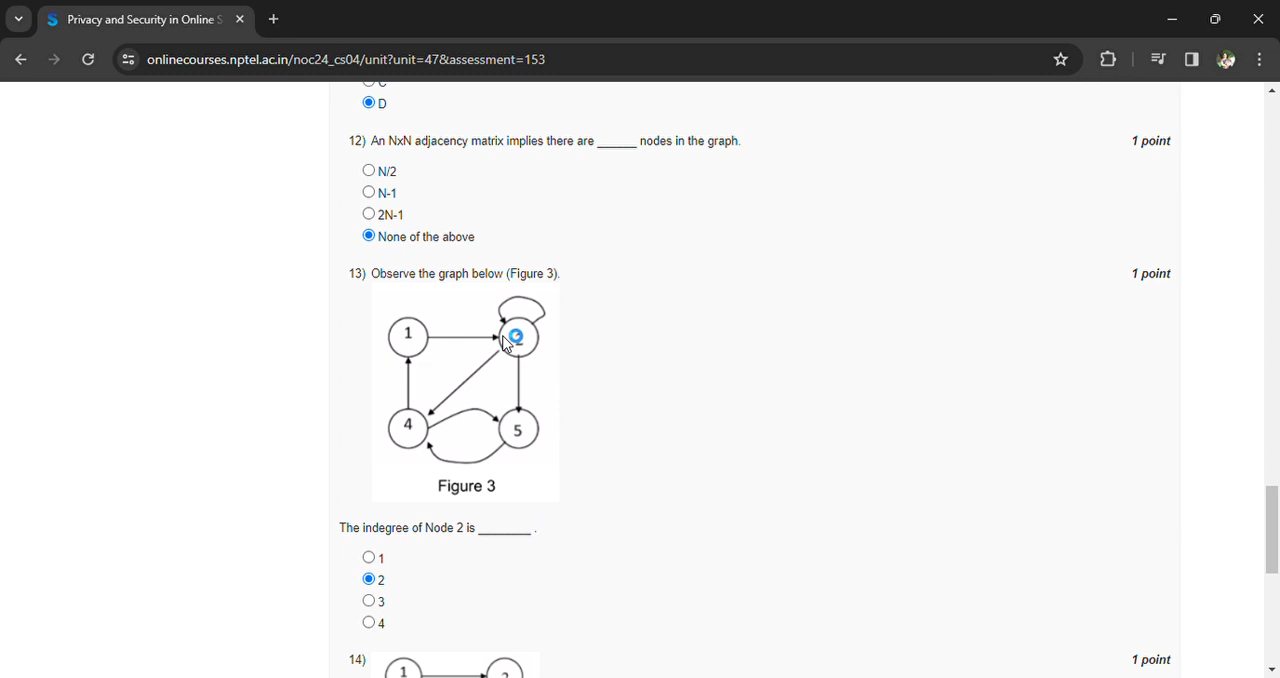 Privacy and Security in Online S
onlinecourses.nptel.ac.in/noc24_cs04/unit?unit=47&assessment=153
D
12) An NxN adjacency matrix implies there are ______ nodes in the graph. 1 point
N/2
N-1
2N-1
None of the above
13) Observe the graph below (Figure 3). 1 point
1
4
5
Figure 3
The indegree of Node 2 is ________ .
1
2
3
4
14) 1 point
1